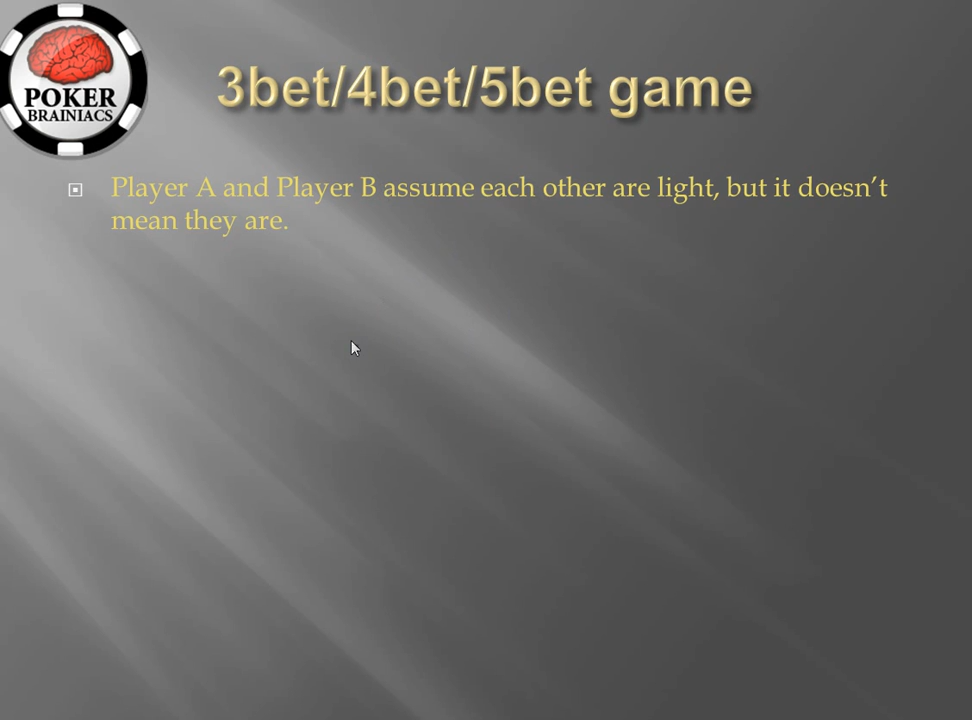 POKER
BRAINIACS
3bet/4bet/5bet game
Player A and Player B assume each other are light, but it doesn’t
mean they are.